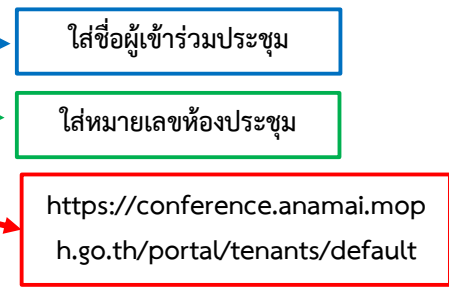 ใส่ชื่อผู้เข้าร่วมประชุม
ใส่หมายเลขห้องประชุม
https://conference.anamai.mop
h.go.th/portal/tenants/default